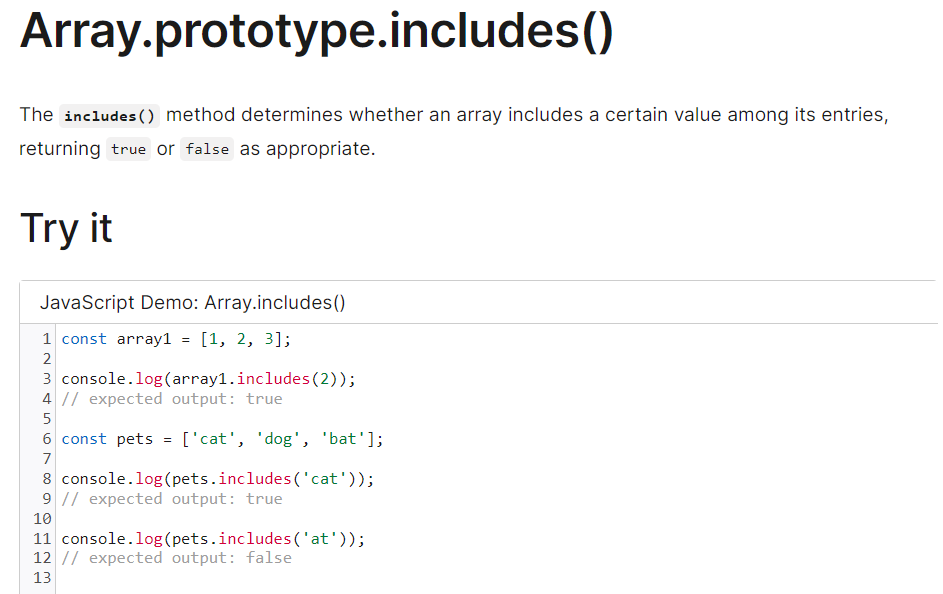 Array.prototype.includes()
The includes() method determines whether an array includes a certain value among its entries,
returning true or false as appropriate.
Try it
JavaScript Demo: Array.includes()
1 const array1 = [1, 2, 3];
2
3 console.log(array1.includes(2));
4 // expected output: true
5
6 const pets = ['cat', 'dog', 'bat'];
7
8 console.log(pets.includes('cat'));
9 // expected output: true
10
11 console.log(pets.includes('at'));
12 // expected output: false
13